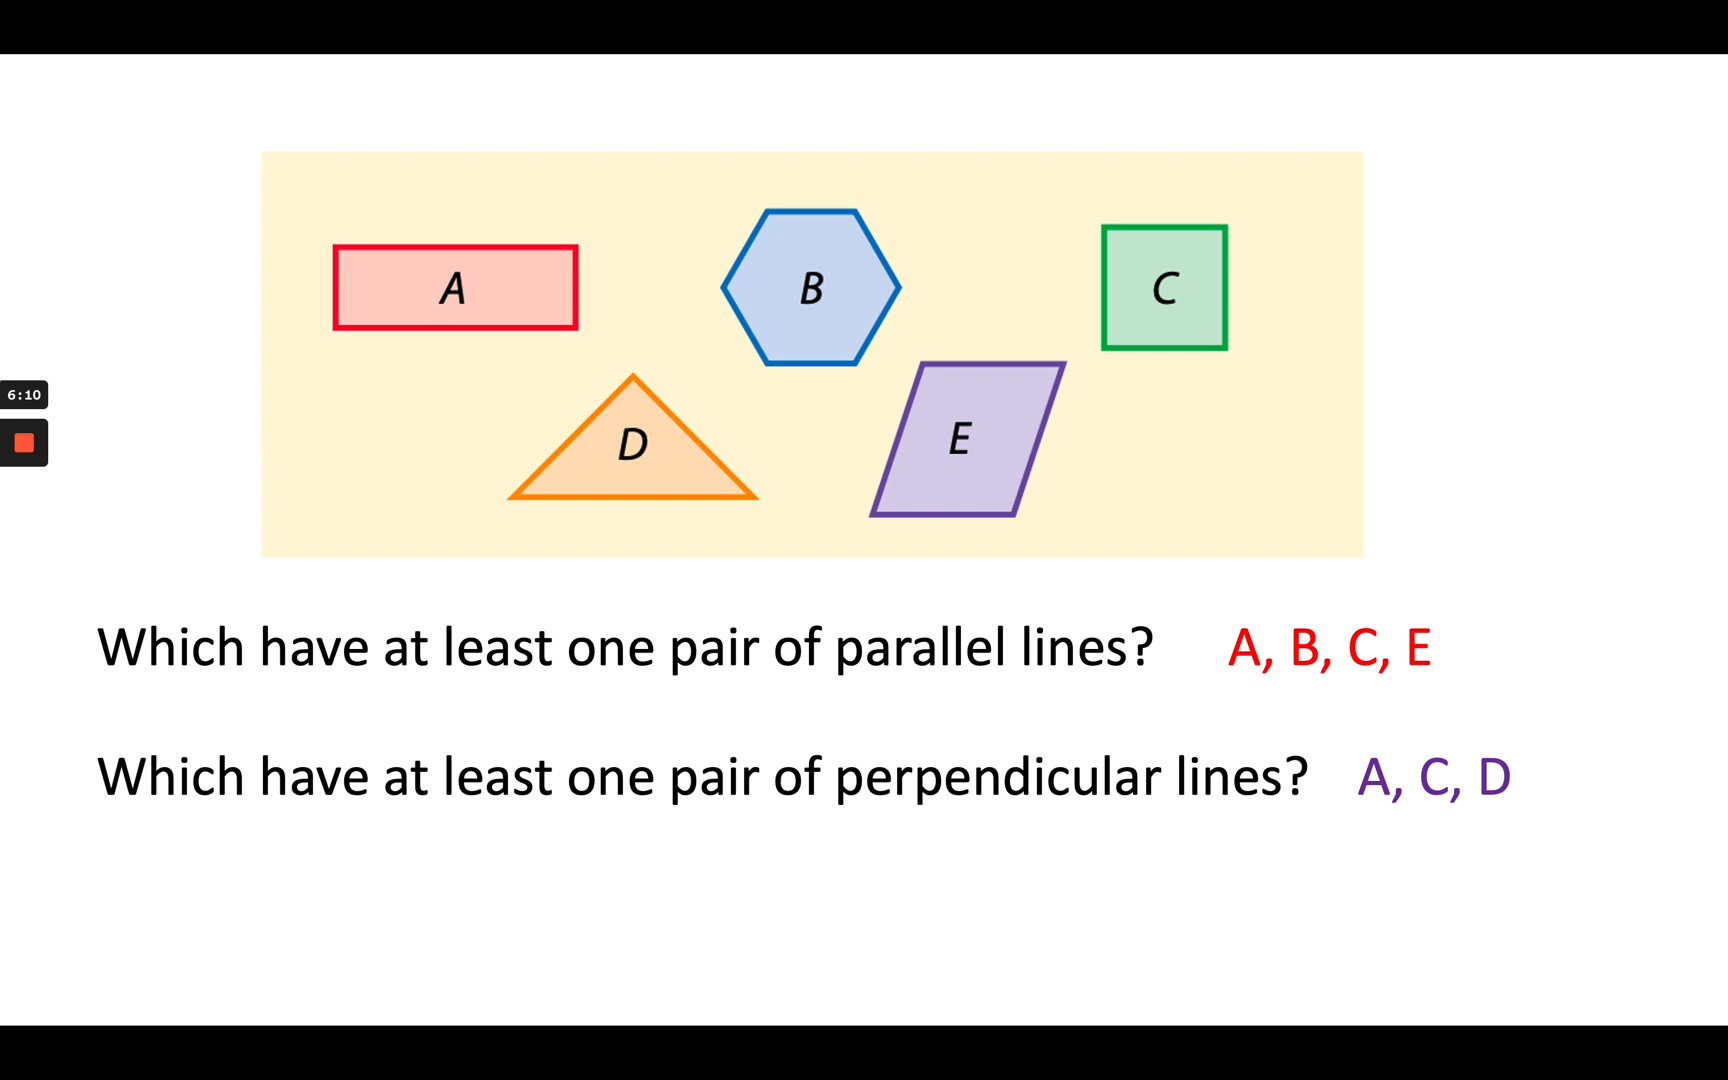 A
B
C
6:10
D
E
Which have at least one pair of parallel lines? A, B, C, E
Which have at least one pair of perpendicular lines? A, C, D